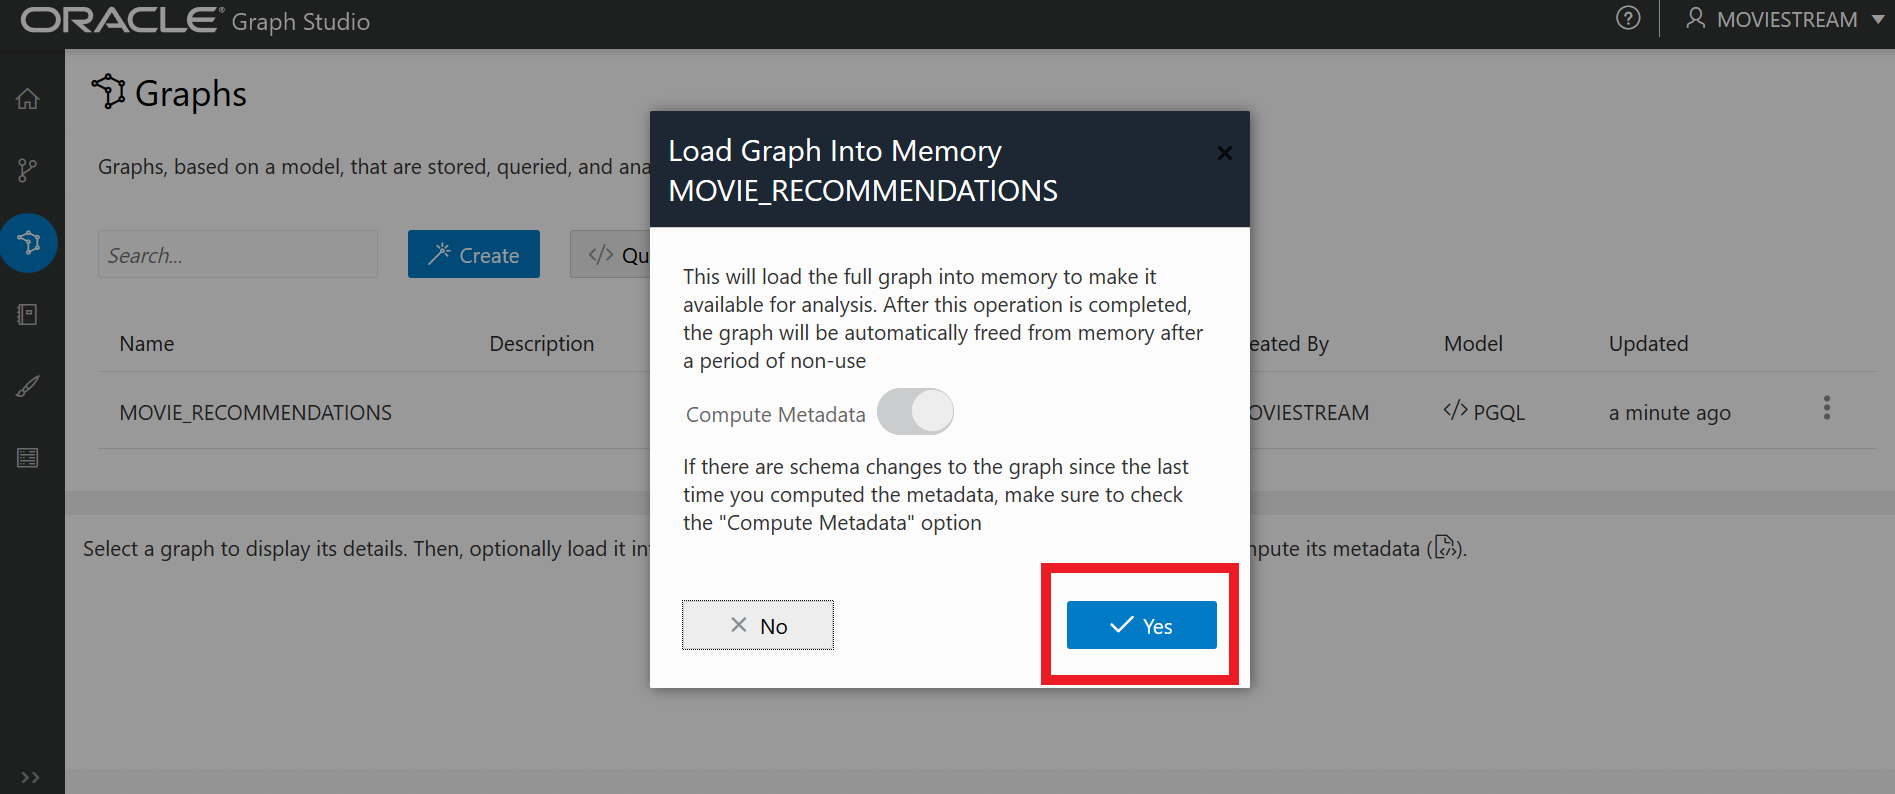 ORACLE® Graph Studio
MOVIESTREAM
Graphs
Graphs, based on a model, that are stored, queried, and ana
Search...
Create
</> Qu
Name
Description
eated By
Model
Updated
MOVIE_RECOMMENDATIONS
OVIESTREAM
</> PGQL
a minute ago
Select a graph to display its details. Then, optionally load it in
pute its metadata ( ).
Load Graph Into Memory
MOVIE_RECOMMENDATIONS
This will load the full graph into memory to make it
available for analysis. After this operation is completed,
the graph will be automatically freed from memory after
a period of non-use
Compute Metadata
If there are schema changes to the graph since the last
time you computed the metadata, make sure to check
the "Compute Metadata" option
No
Yes